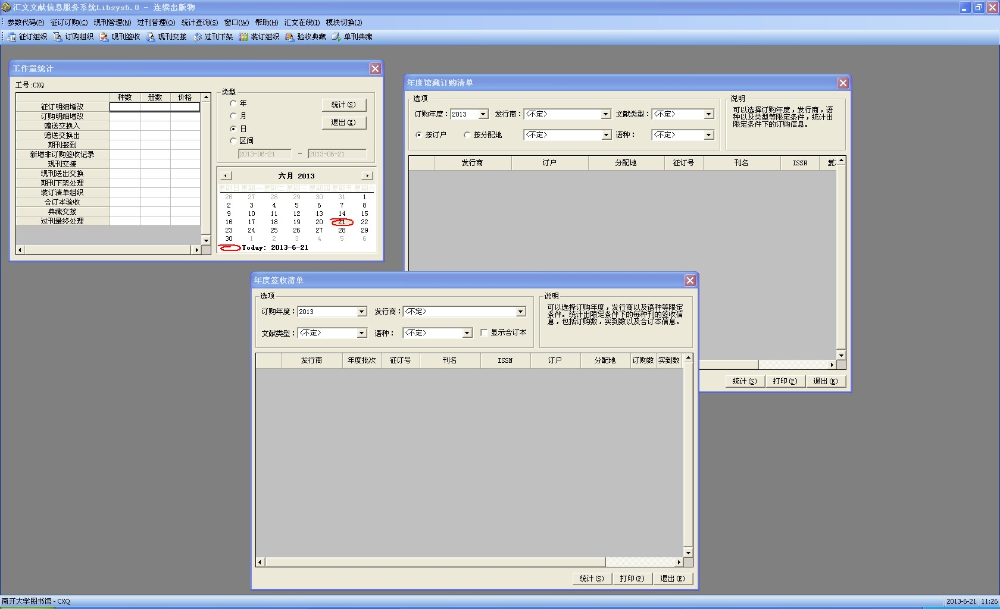 汇文文献信息服务系统Libsys5.0 - 连续出版物
参数代码(P) 征订订购(C) 现刊管理(N) 过刊管理(O) 统计查询(S) 窗口(W) 帮助(H) 汇文在线(I) 模块切换(J)
征订组织 订购组织 现刊签收 现刊交接 过刊下架 装订组织 验收典藏 单刊典藏
工作量统计
工号:CXQ
种数 册数 价格
征订明细增改
订购明细增改
赠送交换入
赠送交换出
期刊签到
新增非订购签收记录
现刊交接
现刊送出交换
期刊下架处理
装订清单组织
合订本验收
典藏交接
过刊最终处理
类型
年
月
日
区间
统计(S)
退出(X)
2013-06-21 - 2013-06-21
六月 2013
星期日 星期一 星期二 星期三 星期四 星期五 星期六
26 27 28 29 30 31 1
2 3 4 5 6 7 8
9 10 11 12 13 14 15
16 17 18 19 20 21 22
23 24 25 26 27 28 29
30 1 2 3 4 5 6
Today: 2013-6-21
年度馆藏订购清单
选项
订购年度: 2013 发行商: <不定> 文献类型: <不定>
按订户 按分配地 <不定> 语种: <不定>
说明
可以选择订购年度,发行商,语
种以及类型等限定条件,统计出
限定条件下的订购信息。
发行商 订户 分配地 征订号 刊名 ISSN
统计(S) 打印(P) 退出(E)
年度签收清单
选项
订购年度: 2013 发行商: <不定>
文献类型: <不定> 语种: <不定> 显示合订本
说明
可以选择订购年度,发行商以及语种等限定
条件。统计出限定条件下的每种刊的签收信
息,包括订购数,实到数以及合订本信息。
发行商 年度批次 征订号 刊名 ISSN 订户 分配地 订购数 实到数
统计(S) 打印(P) 退出(E)
南开大学图书馆 - CXQ
2013-6-21 11:26